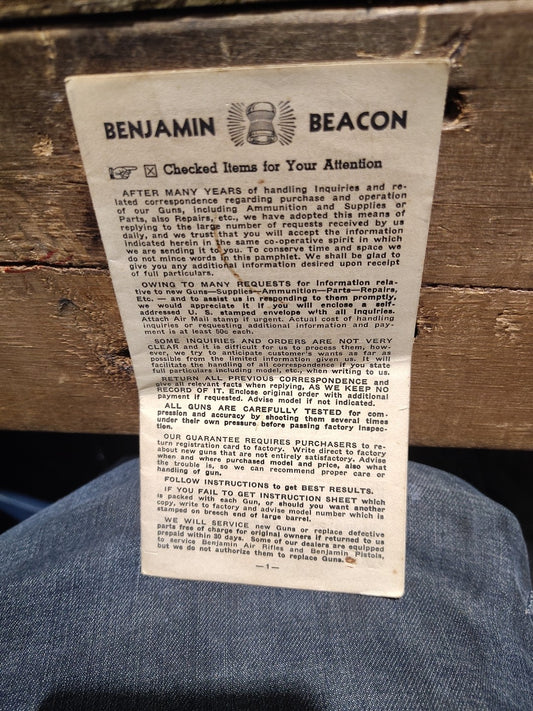 BENJAMIN BEACON
☞ ☒ Checked Items for Your Attention
AFTER MANY YEARS of handling Inquiries and re-
lated correspondence regarding purchase and operation
of our Guns, including Ammunition and Supplies or
Parts, also Repairs, etc., we have adopted this means of
replying to the large number of requests received by us
daily, and we trust that you will accept the information
indicated herein in the same co-operative spirit in which
we are sending it to you. To conserve time and space we
do not mince words in this pamphlet. We shall be glad to
give you any additional information desired upon receipt
of full particulars.
OWING TO MANY REQUESTS for Information rela-
tive to new Guns—Supplies—Ammunition—Parts—Repairs,
Etc. — and to assist us in responding to them promptly,
we would appreciate it if you will enclose a self-
addressed U. S. stamped envelope with all Inquiries.
Attach Air Mail stamp if urgent. Actual cost of handling
inquiries or requesting additional information and pay-
ment is at least 50c each.
SOME INQUIRIES AND ORDERS ARE NOT VERY
CLEAR and it is difficult for us to process them, how-
ever, we try to anticipate customer's wants as far as
possible from the limited information given us. It will
facilitate the handling of all correspondence if you state
full particulars including model, etc., when writing to us.
RETURN ALL PREVIOUS CORRESPONDENCE and
give all relevant facts when replying, AS WE KEEP NO
RECORD OF IT. Enclose original order with additional
payment if requested. Advise model if not indicated.
ALL GUNS ARE CAREFULLY TESTED for com-
pression and accuracy by shooting them several times
under their own pressure before passing factory inspec-
tion.
OUR GUARANTEE REQUIRES PURCHASERS to re-
turn registration card to factory. Write direct to factory
about new guns that are not entirely satisfactory. Advise
when and where purchased model and price, also what
the trouble is, so we can recommend proper care or
handling of gun.
FOLLOW INSTRUCTIONS to get BEST RESULTS.
IF YOU FAIL TO GET INSTRUCTION SHEET which
is packed with each Gun, or should you want another
copy, write to factory and advise model number which is
stamped on breech end of large barrel.
WE WILL SERVICE new Guns or replace defective
parts free of charge for original owners if returned to us
prepaid within 30 days. Some of our dealers are equipped
to service Benjamin Air Rifles and Benjamin Pistols,
but we do not authorize them to replace Guns.
— 1 —